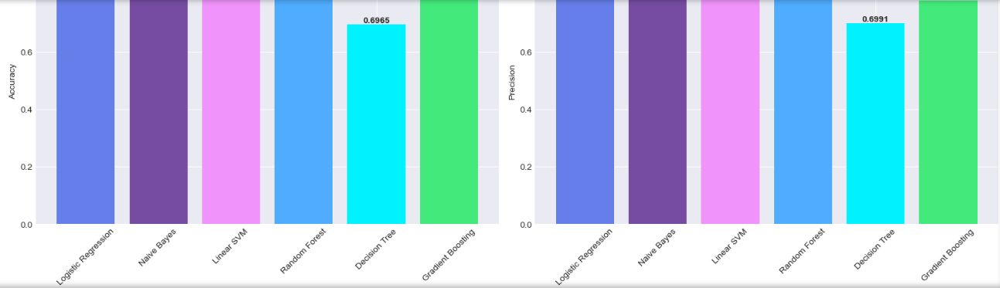 0.6965
0.6
0.4
0.2
0.0
Accuracy
Logistic Regression
Naive Bayes
Linear SVM
Random Forest
Decision Tree
Gradient Boosting
0.6991
0.6
0.4
0.2
0.0
Precision
Logistic Regression
Naive Bayes
Linear SVM
Random Forest
Decision Tree
Gradient Boosting